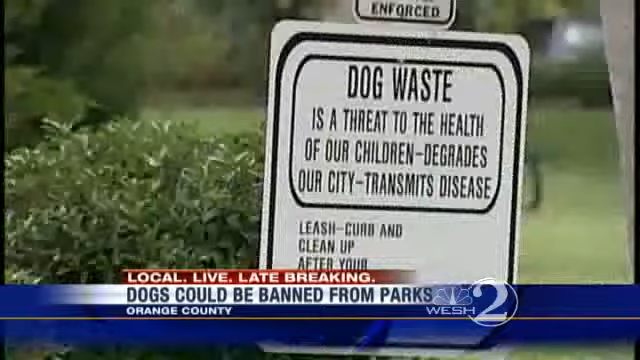 ENFORCED
DOG WASTE
IS A THREAT TO THE HEALTH
OF OUR CHILDREN-DEGRADES
OUR CITY-TRANSMITS DISEASE
LEASH-CURB AND
CLEAN UP
AFTER YOUR
LOCAL. LIVE. LATE BREAKING.
DOGS COULD BE BANNED FROM PARKS
ORANGE COUNTY
WESH 2